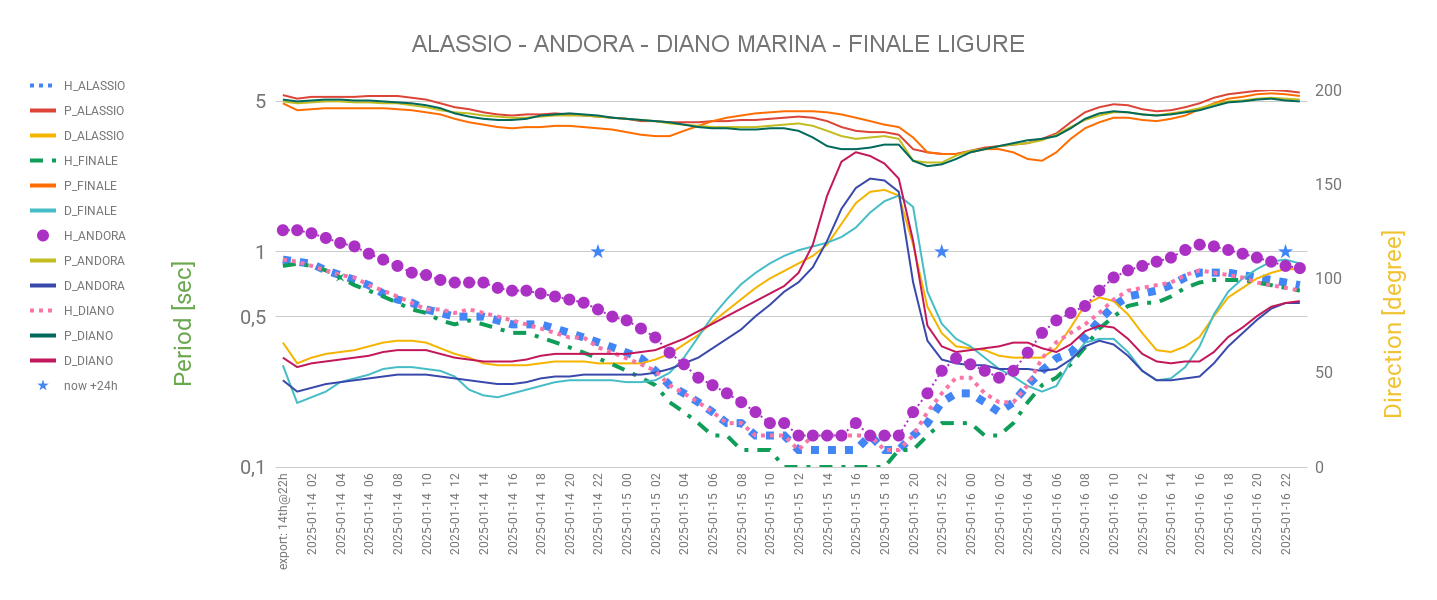 ALASSIO - ANDORA - DIANO MARINA - FINALE LIGURE
H_ALASSIO
P_ALASSIO
D_ALASSIO
H_FINALE
P_FINALE
D_FINALE
H_ANDORA
P_ANDORA
D_ANDORA
H_DIANO
P_DIANO
D_DIANO
now +24h
Period [sec]
5
1
0,5
0,1
200
150
100
50
0
Direction [degree]
export: 14th@22h
2025-01-14 02
2025-01-14 04
2025-01-14 06
2025-01-14 08
2025-01-14 10
2025-01-14 12
2025-01-14 14
2025-01-14 16
2025-01-14 18
2025-01-14 20
2025-01-14 22
2025-01-15 00
2025-01-15 02
2025-01-15 04
2025-01-15 06
2025-01-15 08
2025-01-15 10
2025-01-15 12
2025-01-15 14
2025-01-15 16
2025-01-15 18
2025-01-15 20
2025-01-15 22
2025-01-16 00
2025-01-16 02
2025-01-16 04
2025-01-16 06
2025-01-16 08
2025-01-16 10
2025-01-16 12
2025-01-16 14
2025-01-16 16
2025-01-16 18
2025-01-16 20
2025-01-16 22